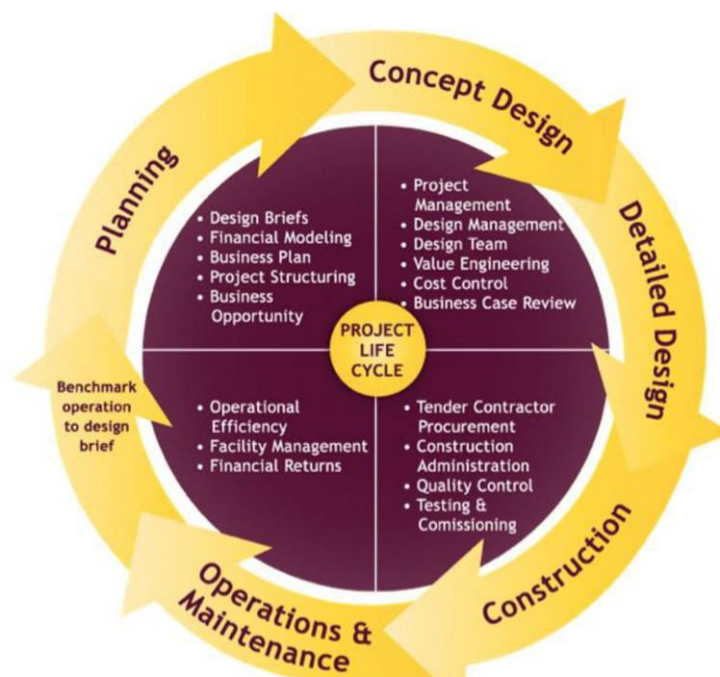 Concept Design
Planning
Detailed Design
• Design Briefs
• Financial Modeling
• Business Plan
• Project Structuring
• Business
Opportunity
• Project
Management
• Design Management
• Design Team
• Value Engineering
• Cost Control
• Business Case Review
PROJECT
LIFE
CYCLE
Benchmark
operation
to design
brief
• Operational
Efficiency
• Facility Management
• Financial Returns
• Tender Contractor
Procurement
• Construction
Administration
• Quality Control
• Testing &
Comissioning
Construction
Operations &
Maintenance